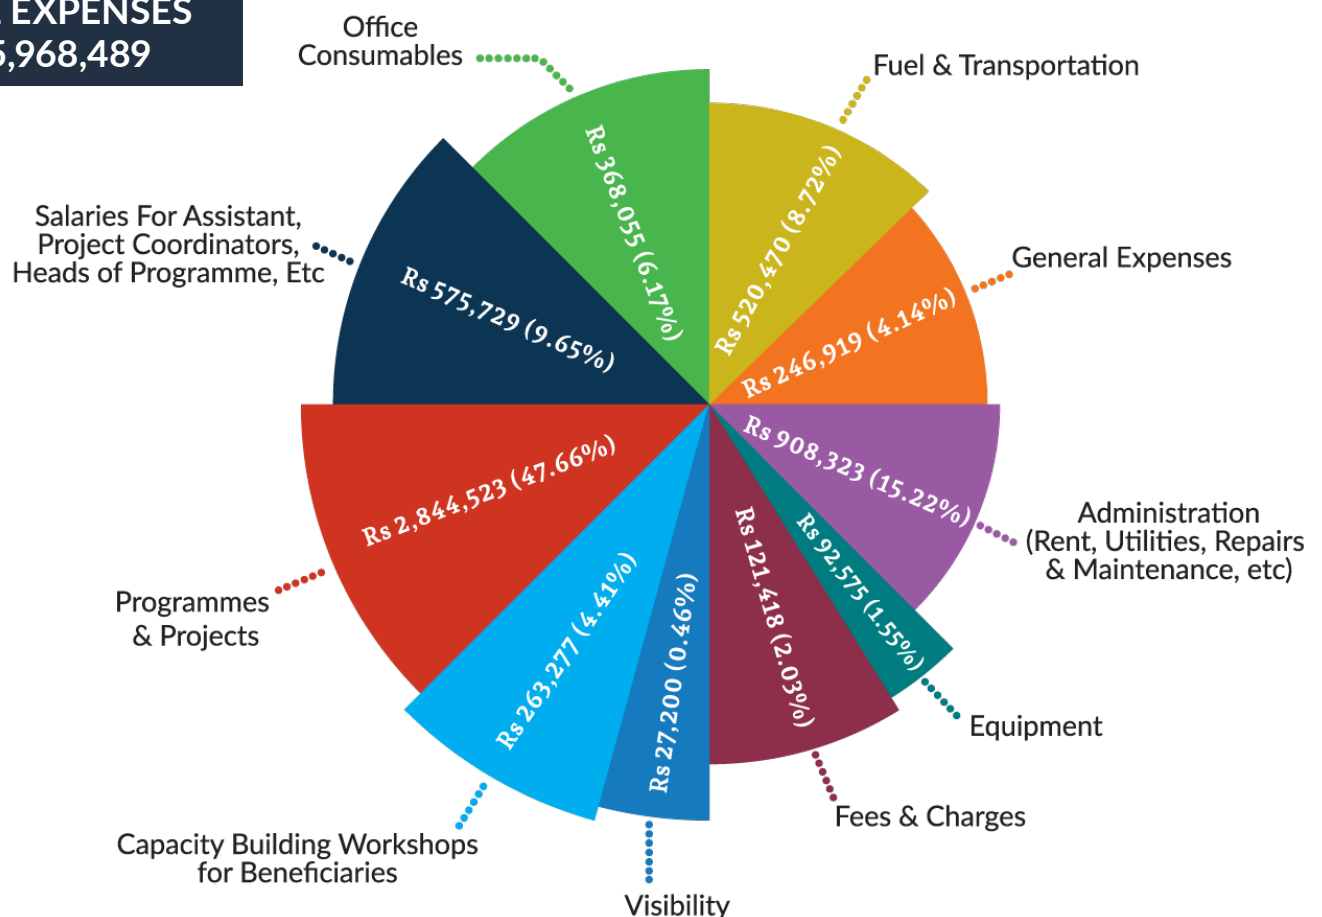 EXPENSES
5,968,489
Office
Consumables
Fuel & Transportation
General Expenses
Salaries For Assistant,
Project Coordinators,
Heads of Programme, Etc
Rs 368,055 (6.17%)
Rs 520,470 (8.72%)
Rs 246,919 (4.14%)
Rs 575,729 (9.65%)
Rs 908,323 (15.22%)
Rs 2,844,523 (47.66%)
Rs 92,575 (1.55%)
Rs 121,418 (2.03%)
Rs 263,277 (4.41%)
Rs 27,200 (0.46%)
Administration
(Rent, Utilities, Repairs
& Maintenance, etc)
Programmes
& Projects
Equipment
Fees & Charges
Capacity Building Workshops
for Beneficiaries
Visibility